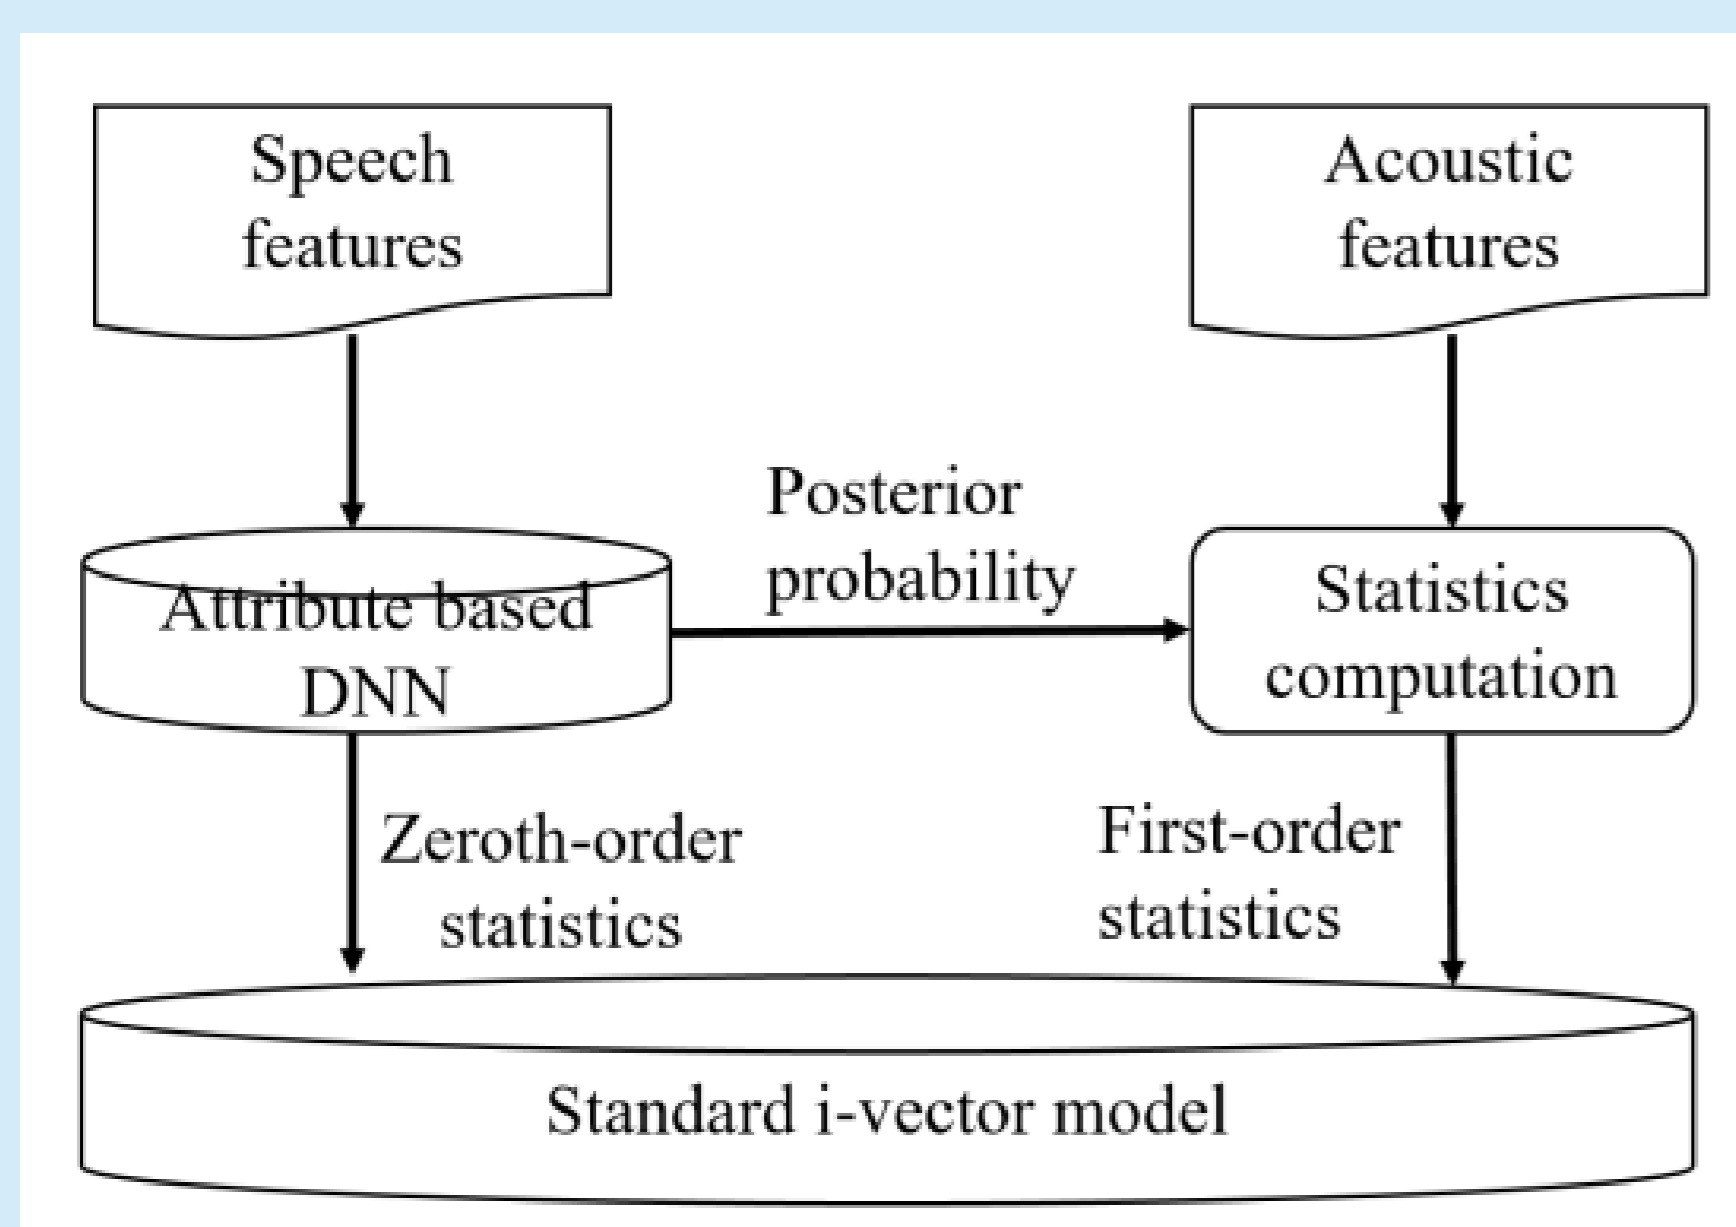 Speech
features
Acoustic
features
Posterior
probability
Attribute based
DNN
Statistics
computation
Zeroth-order
statistics
First-order
statistics
Standard i-vector model